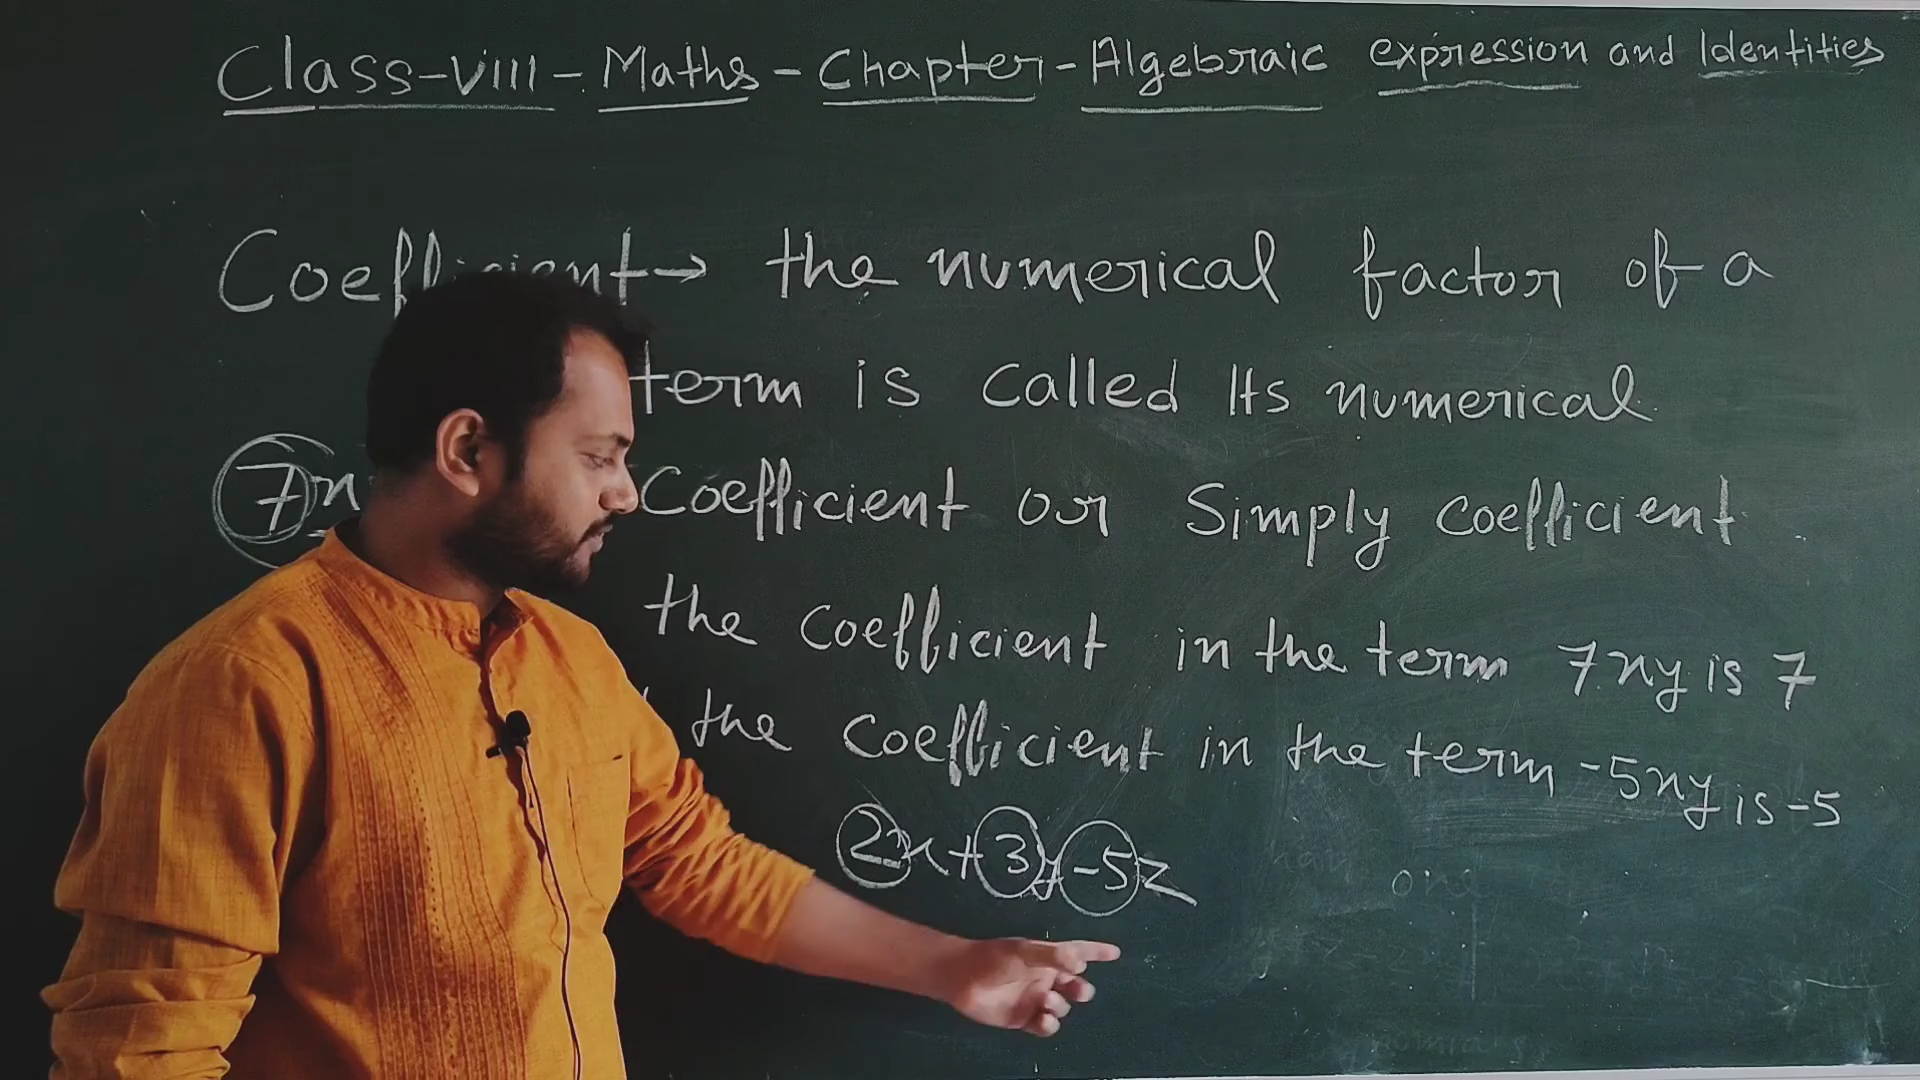 Class-VIII-Maths-Chapter-Algebraic expression and Identities
Coefficient→ the numerical factor of a
term is called Its numerical
7x Coefficient or Simply coefficient
the coefficient in the term 7xy is 7
the coefficient in the term -5xy is -5
2x+3y-5z
one